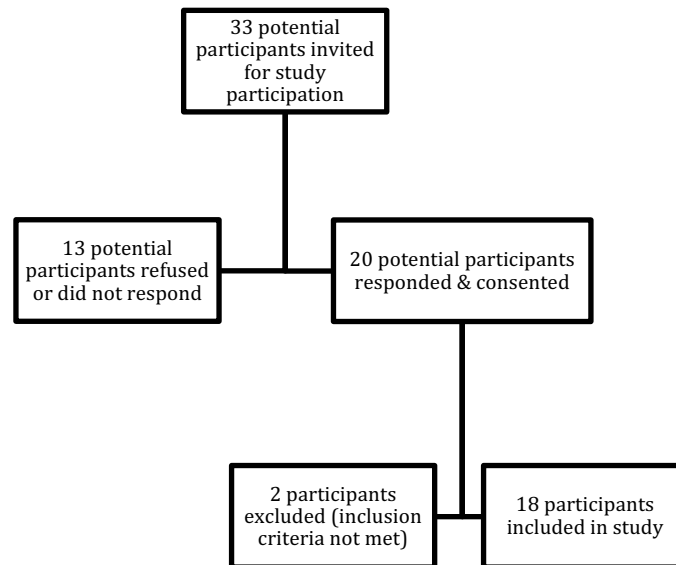 33 potential
participants invited
for study
participation
13 potential
participants refused
or did not respond
20 potential participants
responded & consented
2 participants
excluded (inclusion
criteria not met)
18 participants
included in study